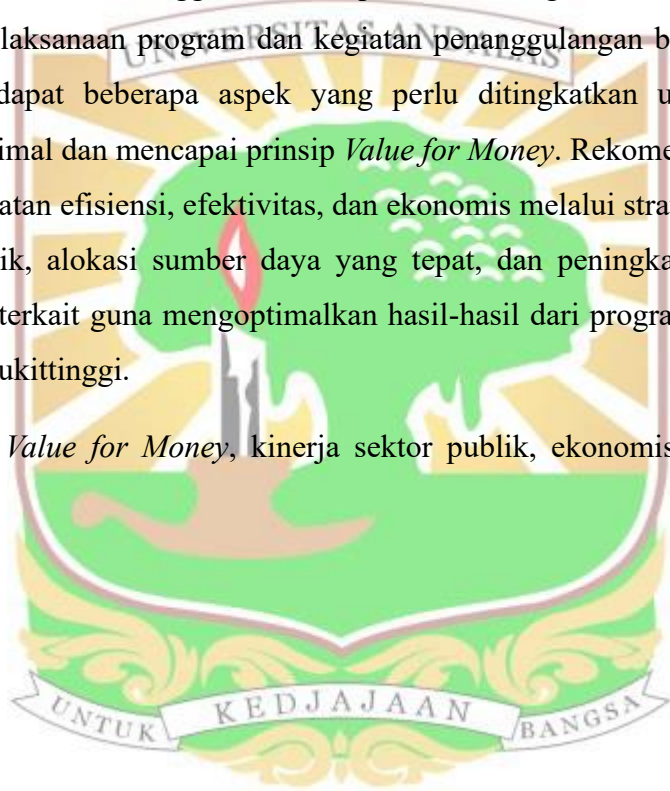 UNIVERSITAS ANDALAS
laksanaan program dan kegiatan penanggulangan b
dapat beberapa aspek yang perlu ditingkatkan u
imal dan mencapai prinsip Value for Money. Rekome
atan efisiensi, efektivitas, dan ekonomis melalui stra
ik, alokasi sumber daya yang tepat, dan peningka
terkait guna mengoptimalkan hasil-hasil dari progra
ukittinggi.
Value for Money, kinerja sektor publik, ekonomis
UNTUK KEDJAJAAN BANGSA